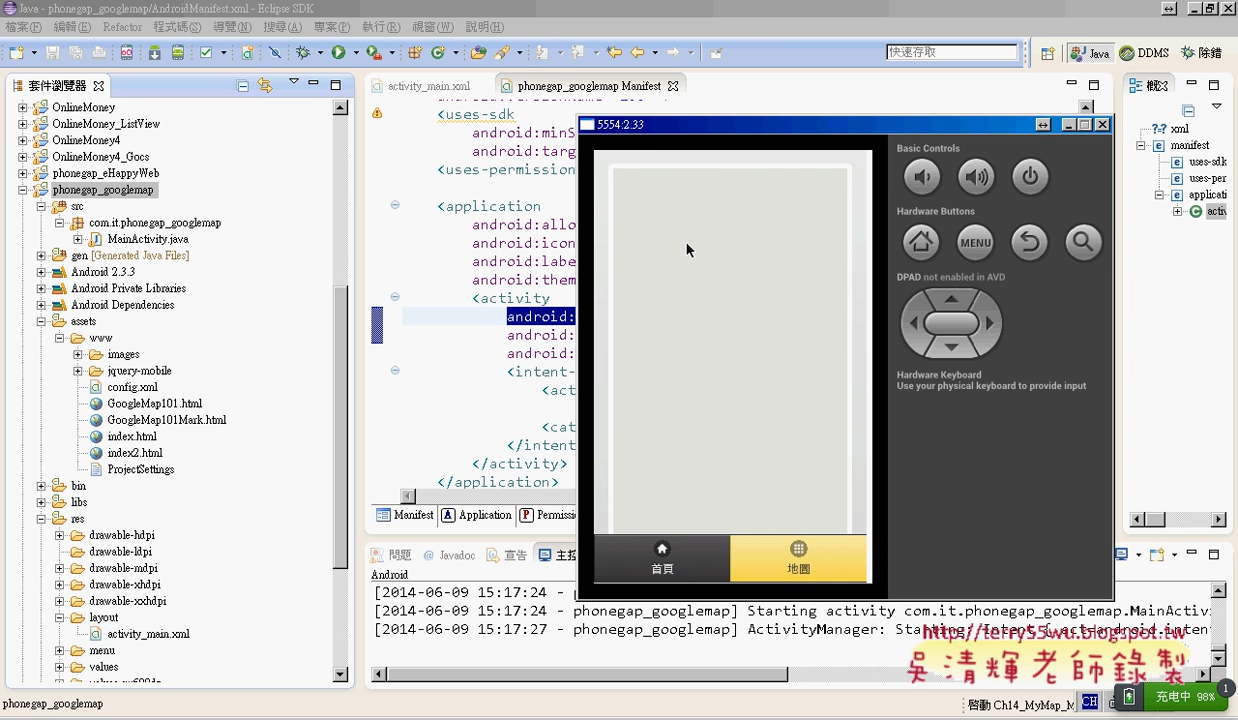 Java - phonegap_googlemap/AndroidManifest.xml - Eclipse SDK
檔案(F) 編輯(E) Refactor 程式碼(S) 導覽(N) 搜尋(A) 專案(P) 執行(R) 視窗(W) 說明(H)
快速存取
Java DDMS 除錯
套件瀏覽器
activity_main.xml
phonegap_googlemap Manifest
概
OnlineMoney
OnlineMoney_ListView
OnlineMoney4
OnlineMoney4_Gocs
phonegap_eHappyWeb
phonegap_googlemap
src
com.it.phonegap_googlemap
MainActivity.java
gen [Generated Java Files]
Android 2.3.3
Android Private Libraries
Android Dependencies
assets
www
images
jquery-mobile
config.xml
GoogleMap101.html
GoogleMap101Mark.html
index.html
index2.html
ProjectSettings
bin
libs
res
drawable-hdpi
drawable-ldpi
drawable-mdpi
drawable-xhdpi
drawable-xxhdpi
layout
activity_main.xml
menu
values
<uses-sdk
android:minS
android:targ
<uses-permission
<application
android:allo
android:icon
android:labe
android:them
<activity
android:
android:
android:
<intent-
<act
<cat
</intent
</activity>
</application>
Manifest
Application
Permissi
5554:2.33
首頁
地圖
Basic Controls
Hardware Buttons
MENU
DPAD not enabled in AVD
Hardware Keyboard
Use your physical keyboard to provide input
xml
manifest
uses-sdk
uses-per
applicati
activ
問題
Javadoc
宣告
主控
Android
[2014-06-09 15:17:24 -
[2014-06-09 15:17:24 - phonegap_googlemap] Starting activity com.it.phonegap_googlemap.MainActiv
[2014-06-09 15:17:27 - phonegap_googlemap] ActivityManager: Starting: Intent { act=android.intent
http://terry55wu.blogspot.tw
吳清輝老師錄製
phonegap_googlemap
啟動 Ch14_MyMap_M
CH
充电中 98%
1